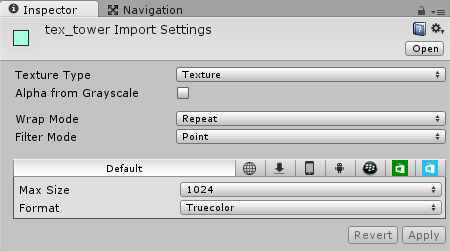 Inspector Navigation
tex_tower Import Settings
Open
Texture Type Texture
Alpha from Grayscale
Wrap Mode Repeat
Filter Mode Point
Default
Max Size 1024
Format Truecolor
Revert Apply